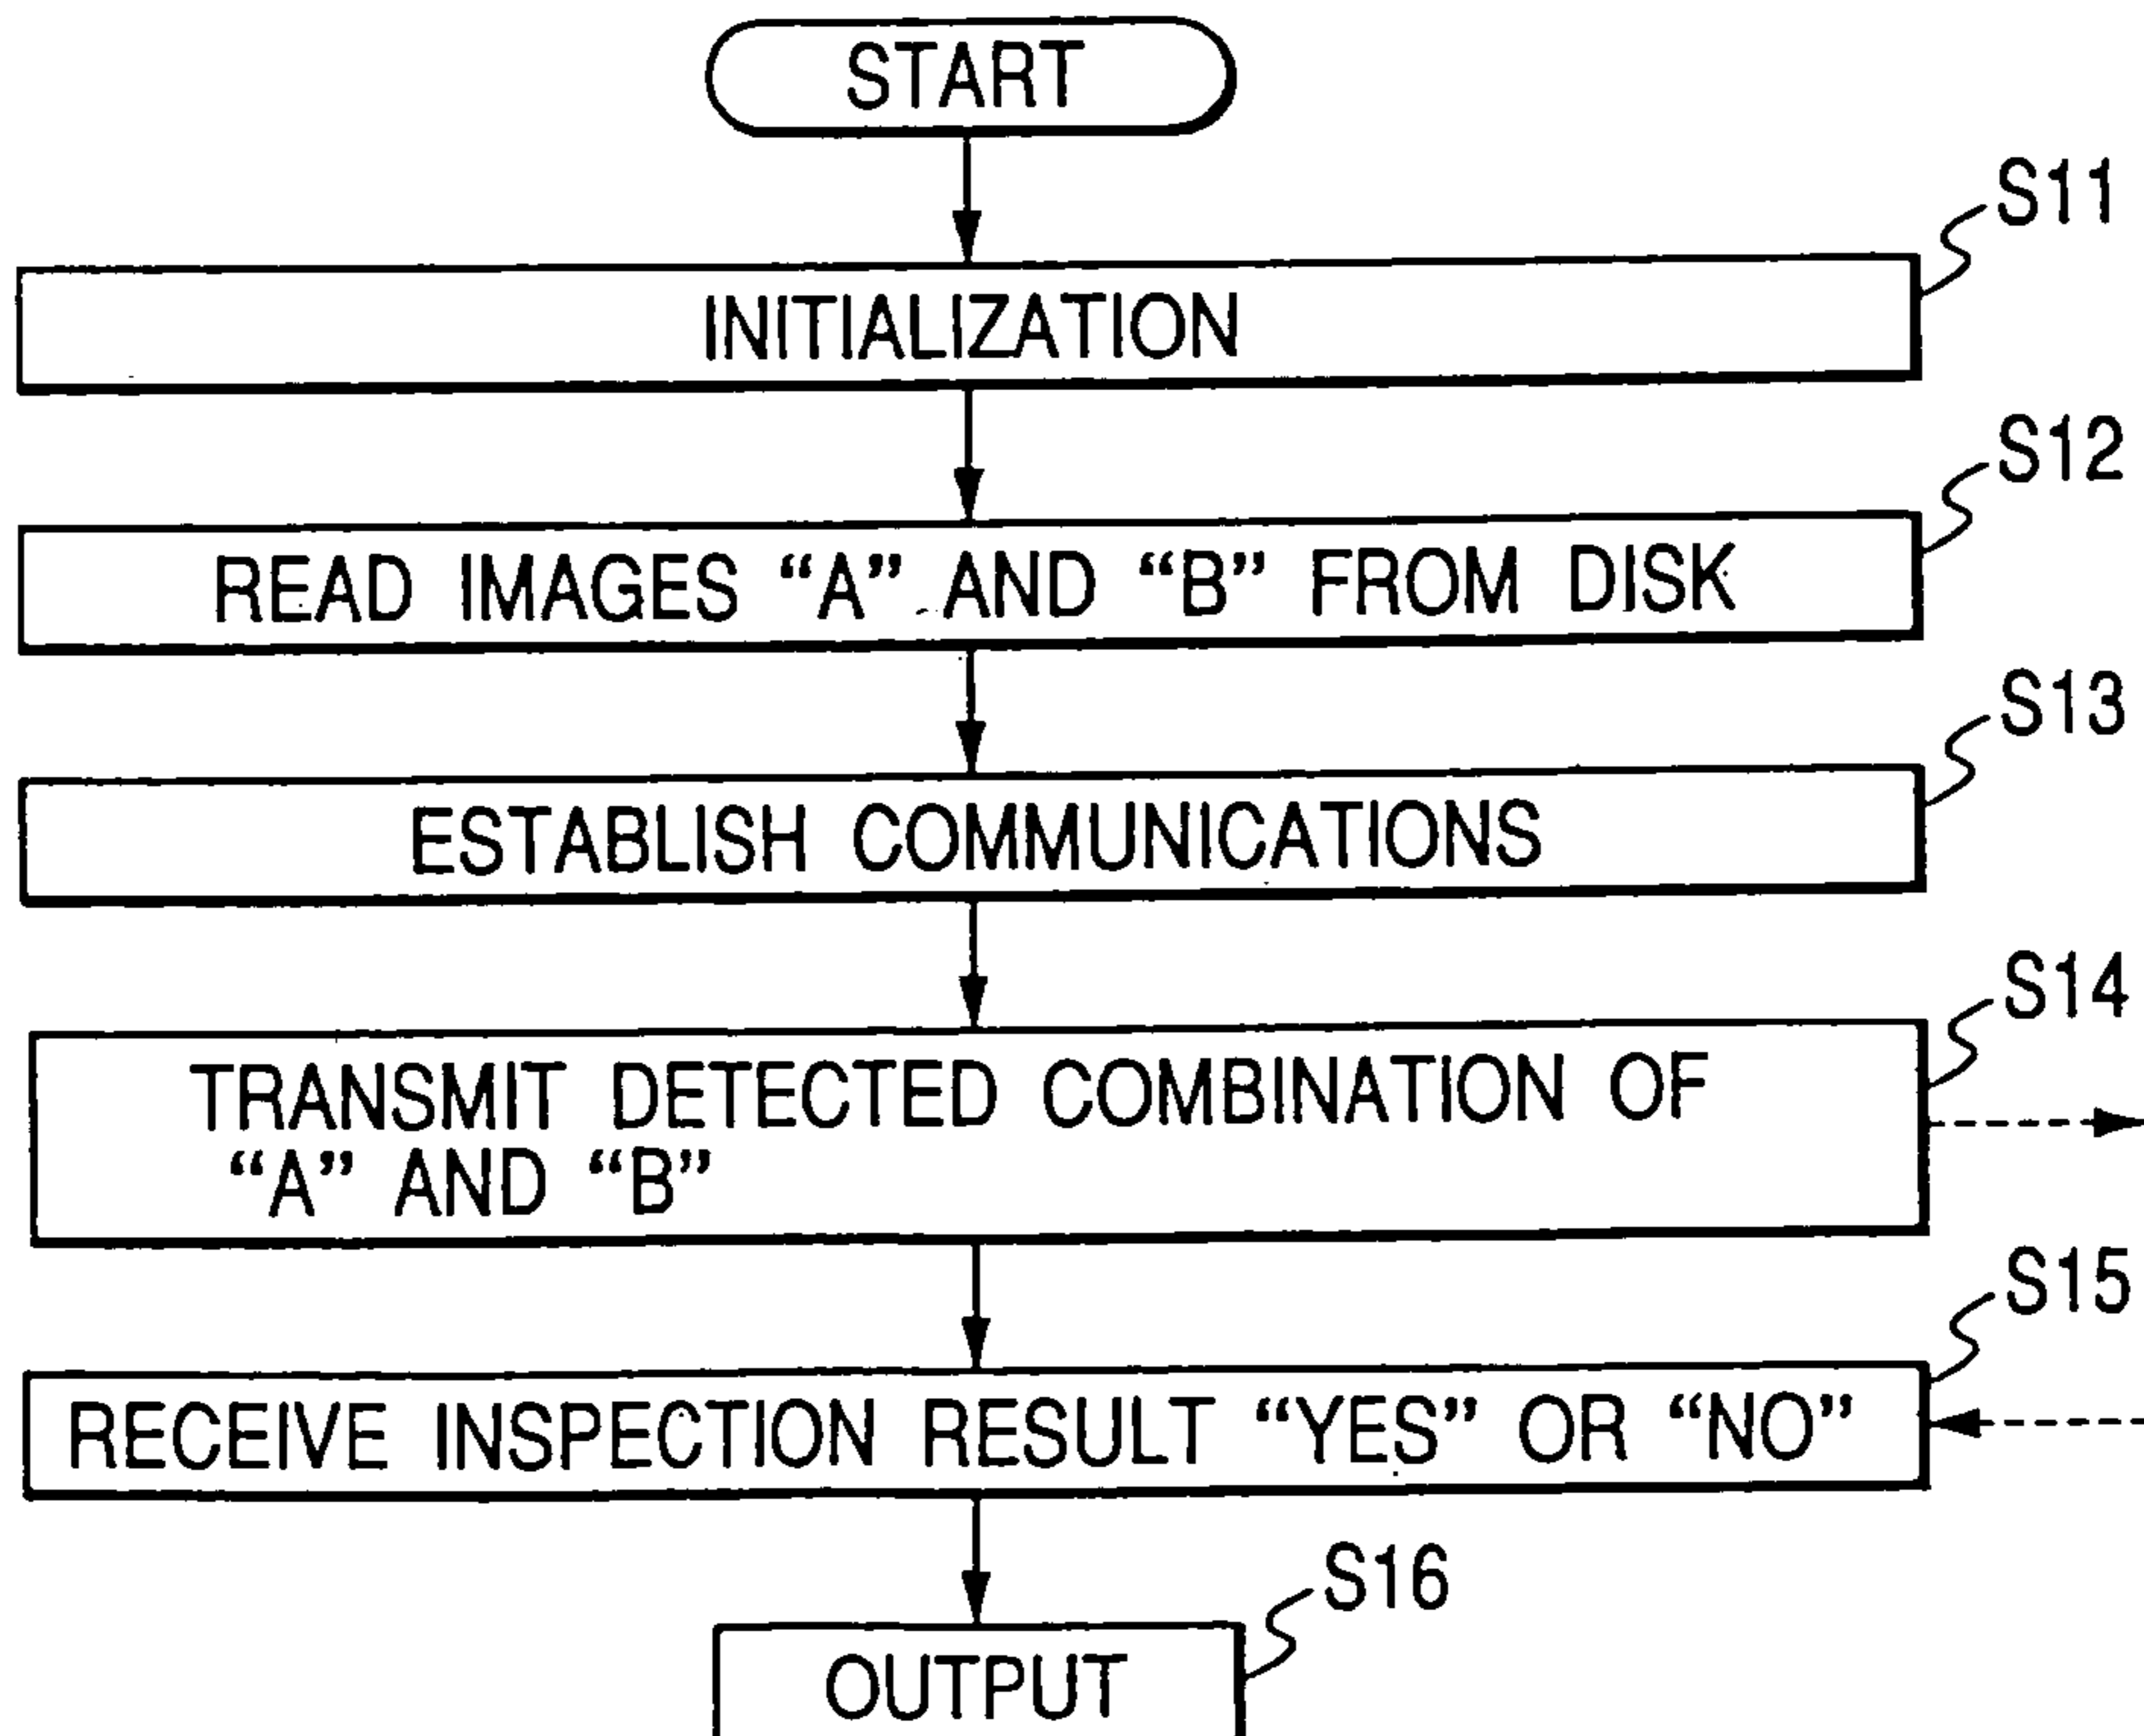 START
S11
INITIALIZATION
S12
READ IMAGES “A” AND “B” FROM DISK
S13
ESTABLISH COMMUNICATIONS
S14
TRANSMIT DETECTED COMBINATION OF
“A” AND “B”
S15
RECEIVE INSPECTION RESULT “YES” OR “NO”
S16
OUTPUT